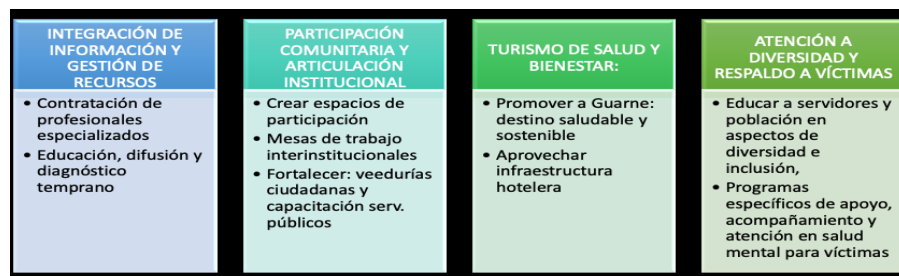 INTEGRACIÓN DE
INFORMACIÓN Y
GESTIÓN DE
RECURSOS
• Contratación de
profesionales
especializados
• Educación, difusión y
diagnóstico
temprano
PARTICIPACIÓN
COMUNITARIA Y
ARTICULACIÓN
INSTITUCIONAL
• Crear espacios de
participación
• Mesas de trabajo
interinstitucionales
• Fortalecer: veedurías
ciudadanas y
capacitación serv.
públicos
TURISMO DE SALUD Y
BIENESTAR:
• Promover a Guarne:
destino saludable y
sostenible
• Aprovechar
infraestructura
hotelera
ATENCIÓN A
DIVERSIDAD Y
RESPALDO A VÍCTIMAS
• Educar a servidores y
población en
aspectos de
diversidad e
inclusión,
• Programas
específicos de apoyo,
acompañamiento y
atención en salud
mental para víctimas